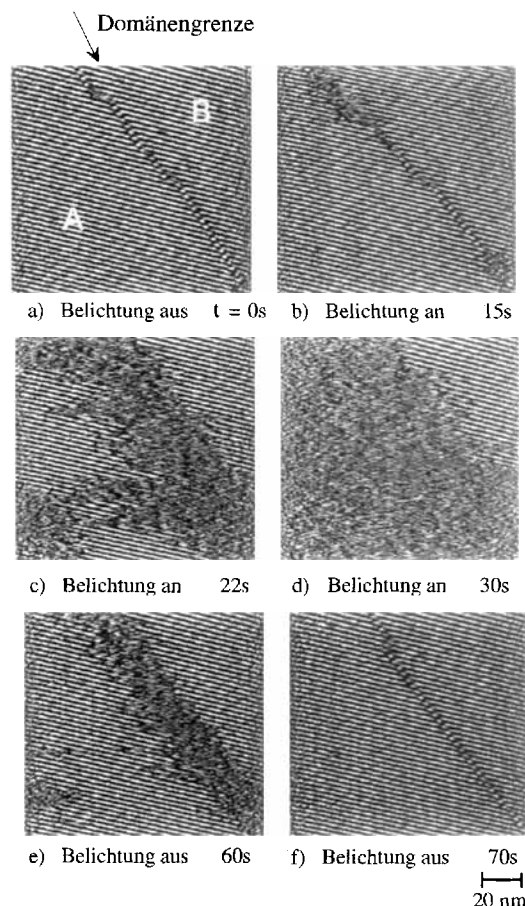 Domänengrenze
B
A
a) Belichtung aus t = 0s
b) Belichtung an 15s
c) Belichtung an 22s
d) Belichtung an 30s
e) Belichtung aus 60s
f) Belichtung aus 70s
20 nm